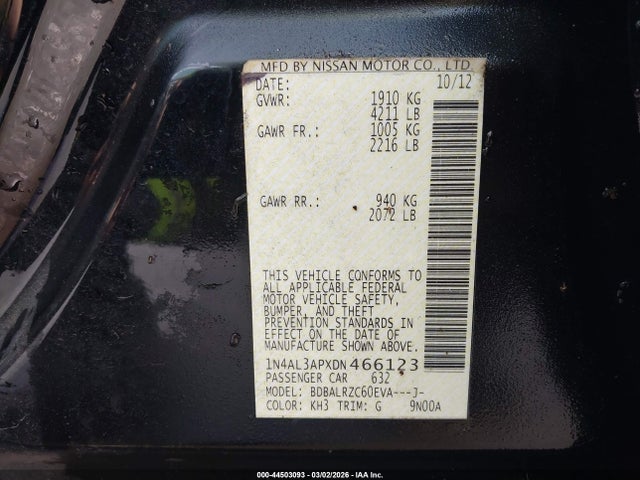 MFD BY NISSAN MOTOR CO., LTD.
DATE: 10/12
GVWR: 1910 KG
4211 LB
GAWR FR.: 1005 KG
2216 LB
GAWR RR.: 940 KG
2072 LB
THIS VEHICLE CONFORMS TO
ALL APPLICABLE FEDERAL
MOTOR VEHICLE SAFETY,
BUMPER, AND THEFT
PREVENTION STANDARDS IN
EFFECT ON THE DATE OF
MANUFACTURE SHOWN ABOVE.
1N4AL3APXDN466123
PASSENGER CAR 632
MODEL: BDBALRZC60EVA---J-
COLOR: KH3 TRIM: G 9N00A
000-44503093 - 03/02/2026 - IAA Inc.